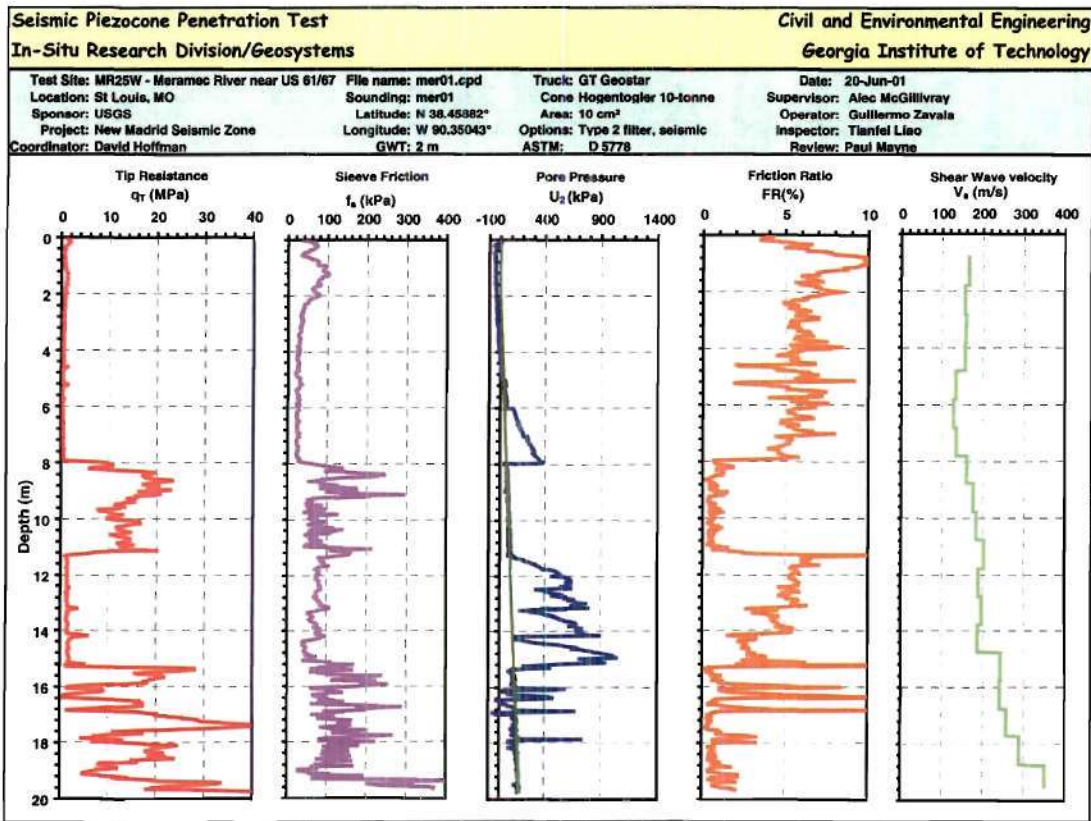 Seismic Piezocone Penetration Test
Civil and Environmental Engineering
In-Situ Research Division/Geosystems
Georgia Institute of Technology
Test Site: MR25W - Meramec River near US 61/67 File name: mer01.cpd Truck: GT Geostar Date: 20-Jun-01
Location: St Louis, MO Sounding: mer01 Cone Hogentogler 10-tonne Supervisor: Alec McGillivray
Sponsor: USGS Latitude: N 38.45882° Area: 10 cm² Operator: Guillermo Zavala
Project: New Madrid Seismic Zone Longitude: W 90.35043° Options: Type 2 filter, seismic Inspector: Tianfei Liao
Coordinator: David Hoffman GWT: 2 m ASTM: D 5778 Review: Paul Mayne
Tip Resistance
qT (MPa)
0 10 20 30 40
Sleeve Friction
fs (kPa)
0 100 200 300 400
Pore Pressure
U2 (kPa)
-100 400 900 1400
Friction Ratio
FR(%)
0 5 10
Shear Wave velocity
Vs (m/s)
0 100 200 300 400
Depth (m)
0
2
4
6
8
10
12
14
16
18
20